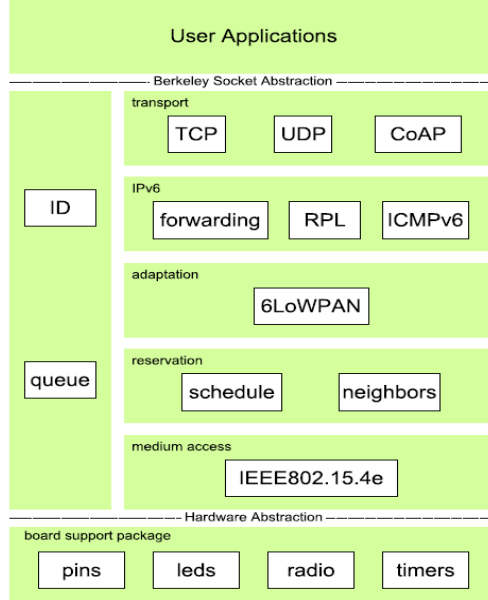 User Applications
Berkeley Socket Abstraction
transport
TCP UDP CoAP
ID
IPv6
forwarding RPL ICMPv6
adaptation
6LoWPAN
queue
reservation
schedule neighbors
medium access
IEEE802.15.4e
Hardware Abstraction
board support package
pins leds radio timers